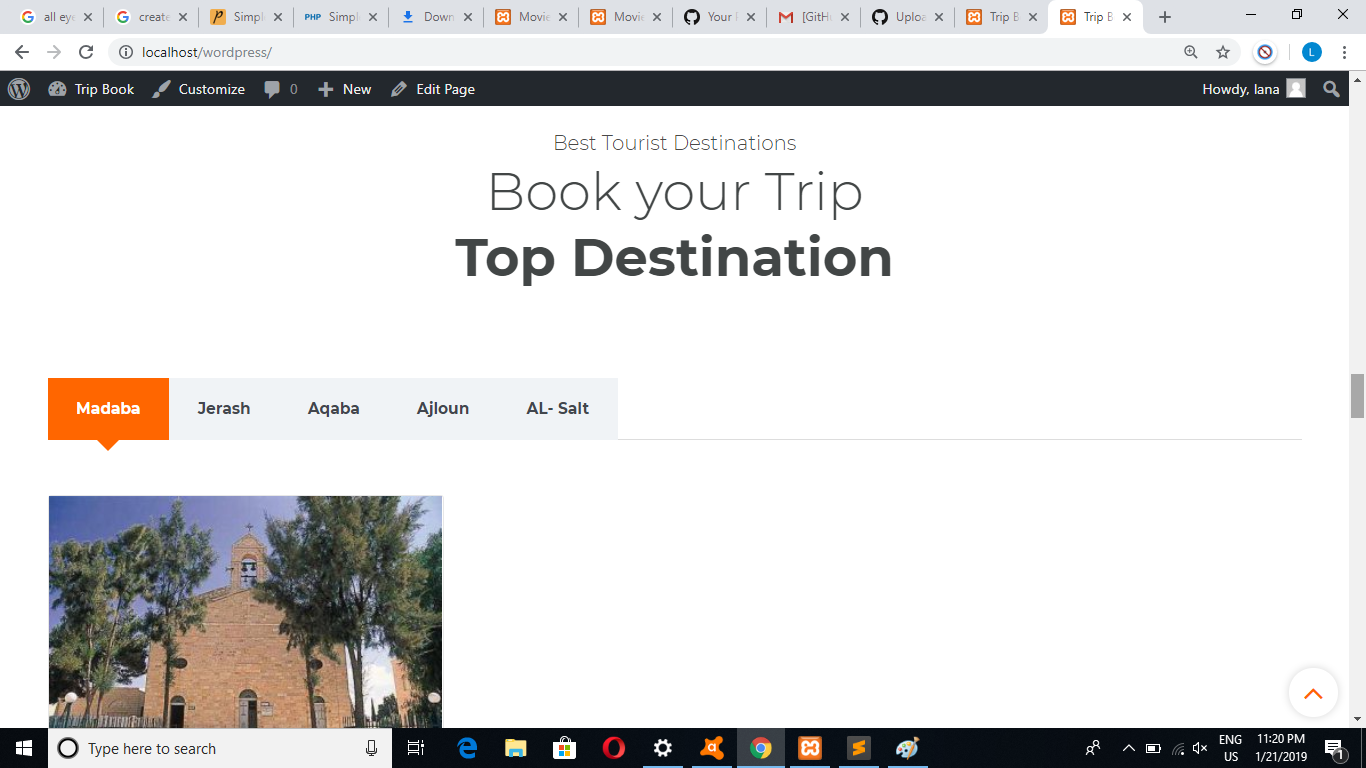 all eye
create
Simpl
PHP Simpl
Down
Movie
Movie
Your
[GitH
Uploa
Trip B
Trip B
localhost/wordpress/
L
Trip Book
Customize
0
New
Edit Page
Howdy, lana
Best Tourist Destinations
Book your Trip
Top Destination
Madaba
Jerash
Aqaba
Ajloun
AL- Salt
Type here to search
ENG
US
11:20 PM
1/21/2019
1